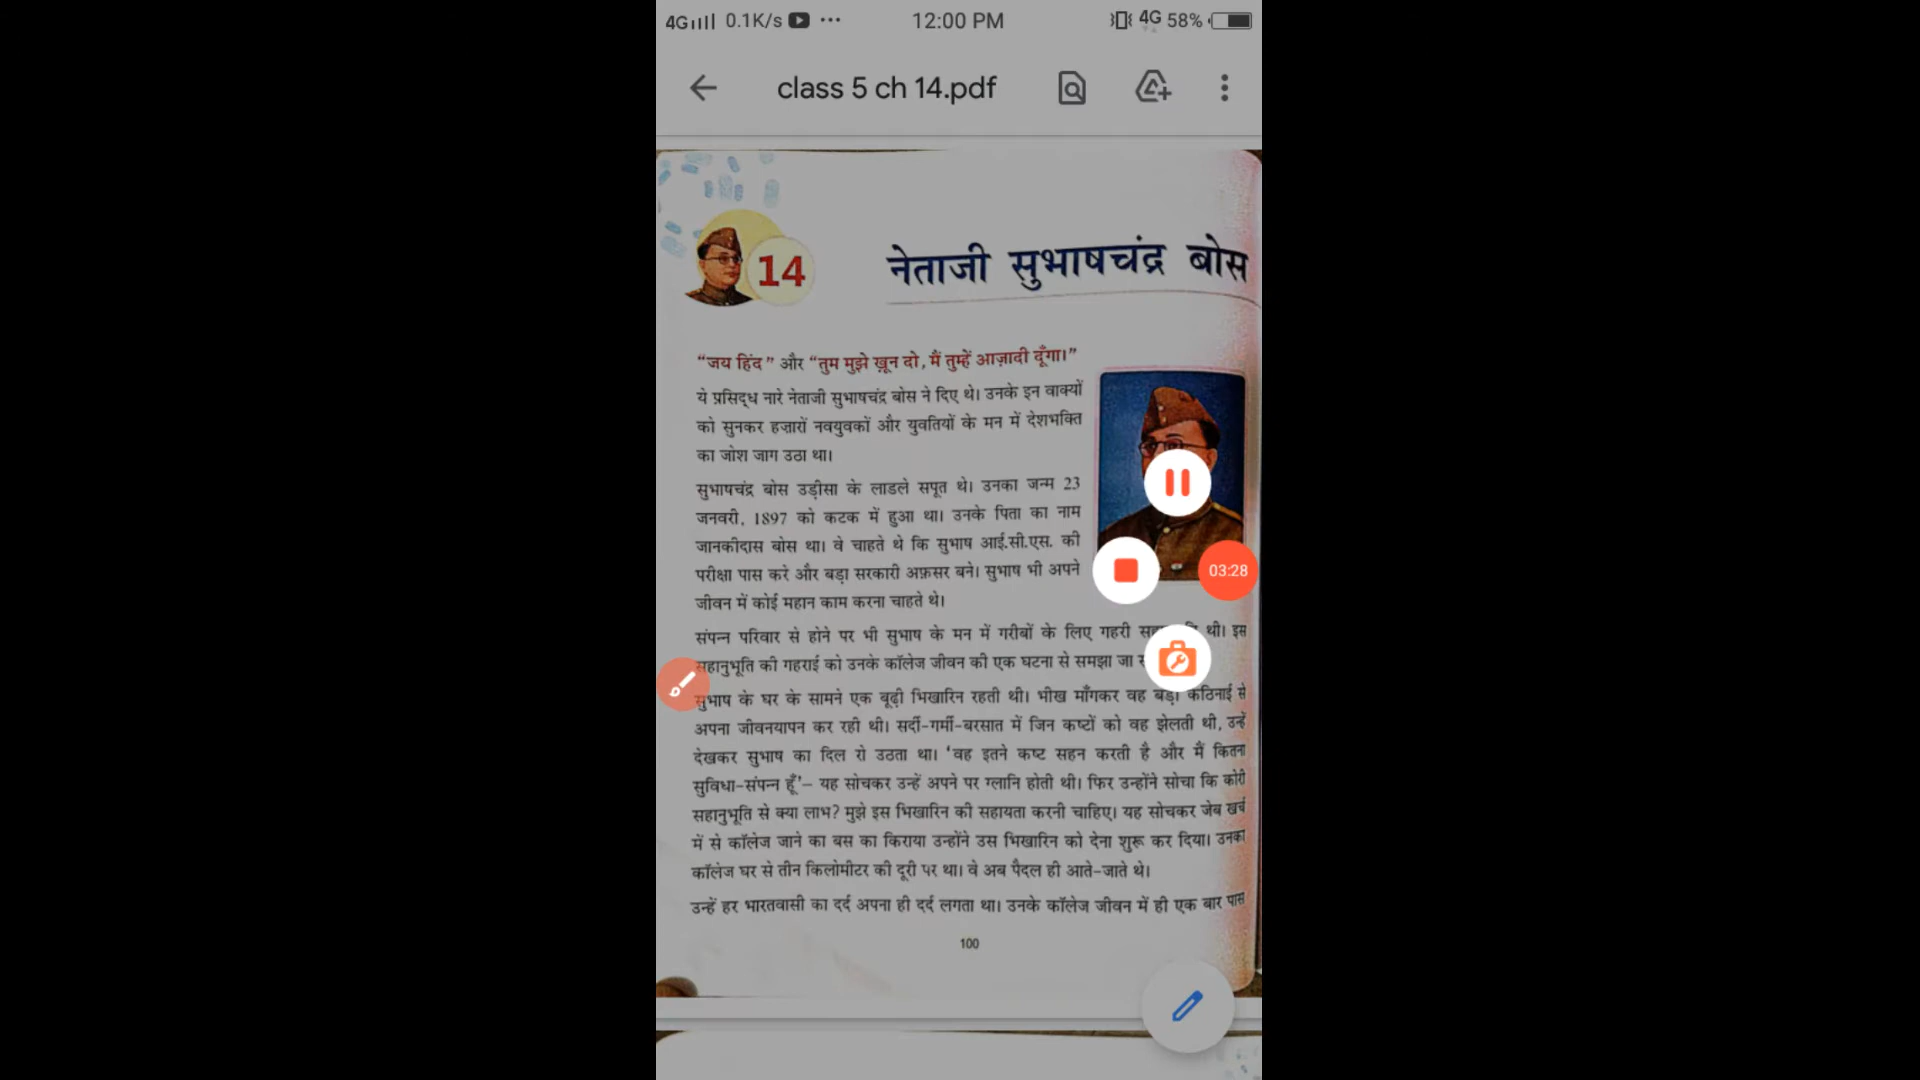 4G 0.1K/s ••• 12:00 PM 4G 58%
class 5 ch 14.pdf
14
नेताजी सुभाषचंद्र बोस
“जय हिंद” और “तुम मुझे ख़ून दो, मैं तुम्हें आज़ादी दूँगा।”
ये प्रसिद्ध नारे नेताजी सुभाषचंद्र बोस ने दिए थे। उनके इन वाक्यों
को सुनकर हज़ारों नवयुवकों और युवतियों के मन में देशभक्ति
का जोश जाग उठा था।
सुभाषचंद्र बोस उड़ीसा के लाडले सपूत थे। उनका जन्म 23
जनवरी, 1897 को कटक में हुआ था। उनके पिता का नाम
जानकीदास बोस था। वे चाहते थे कि सुभाष आई.सी.एस. की
परीक्षा पास करे और बड़ा सरकारी अफ़सर बने। सुभाष भी अपने
जीवन में कोई महान काम करना चाहते थे।
03:28
संपन्न परिवार से होने पर भी सुभाष के मन में गरीबों के लिए गहरी थी। इस
सहानुभूति की गहराई को उनके कॉलेज जीवन की एक घटना से समझा जा
सुभाष के घर के सामने एक बूढ़ी भिखारिन रहती थी। भीख माँगकर वह बड़ी कठिनाई से
अपना जीवनयापन कर रही थी। सर्दी-गर्मी-बरसात में जिन कष्टों को वह झेलती थी, उन्हें
देखकर सुभाष का दिल रो उठता था। ‘वह इतने कष्ट सहन करती है और मैं कितना
सुविधा-संपन्न हूँ’– यह सोचकर उन्हें अपने पर ग्लानि होती थी। फिर उन्होंने सोचा कि कोरी
सहानुभूति से क्या लाभ? मुझे इस भिखारिन की सहायता करनी चाहिए। यह सोचकर जेब खर्च
में से कॉलेज जाने का बस का किराया उन्होंने उस भिखारिन को देना शुरू कर दिया। उनका
कॉलेज घर से तीन किलोमीटर की दूरी पर था। वे अब पैदल ही आते-जाते थे।
उन्हें हर भारतवासी का दर्द अपना ही दर्द लगता था। उनके कॉलेज जीवन में ही एक बार पास
100